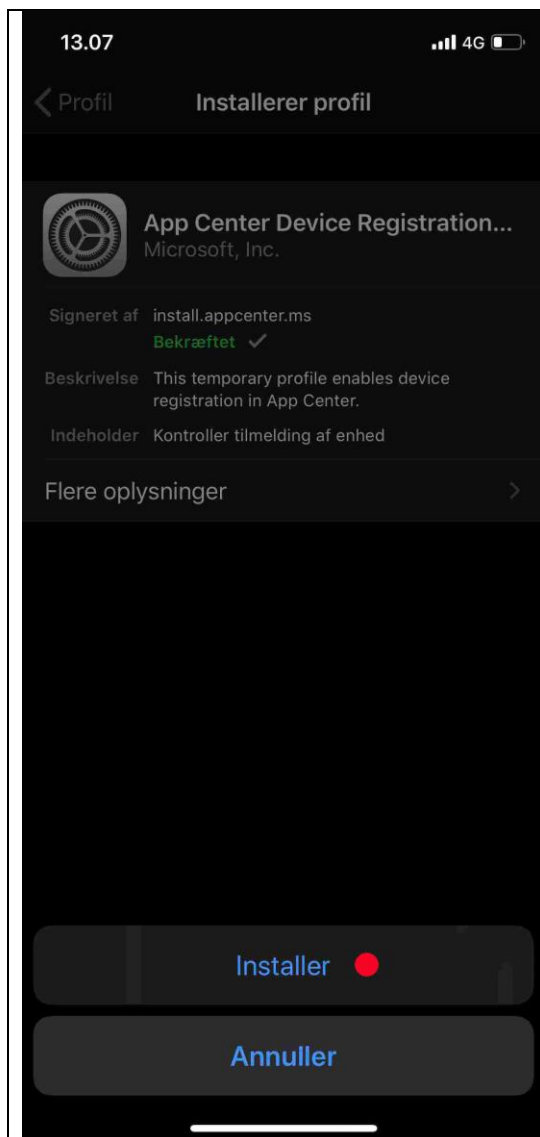 13.07 4G
Profil Installerer profil
App Center Device Registration...
Microsoft, Inc.
Signeret af install.appcenter.ms
Bekræftet
Beskrivelse This temporary profile enables device
registration in App Center.
Indeholder Kontroller tilmelding af enhed
Flere oplysninger
Installer
Annuller